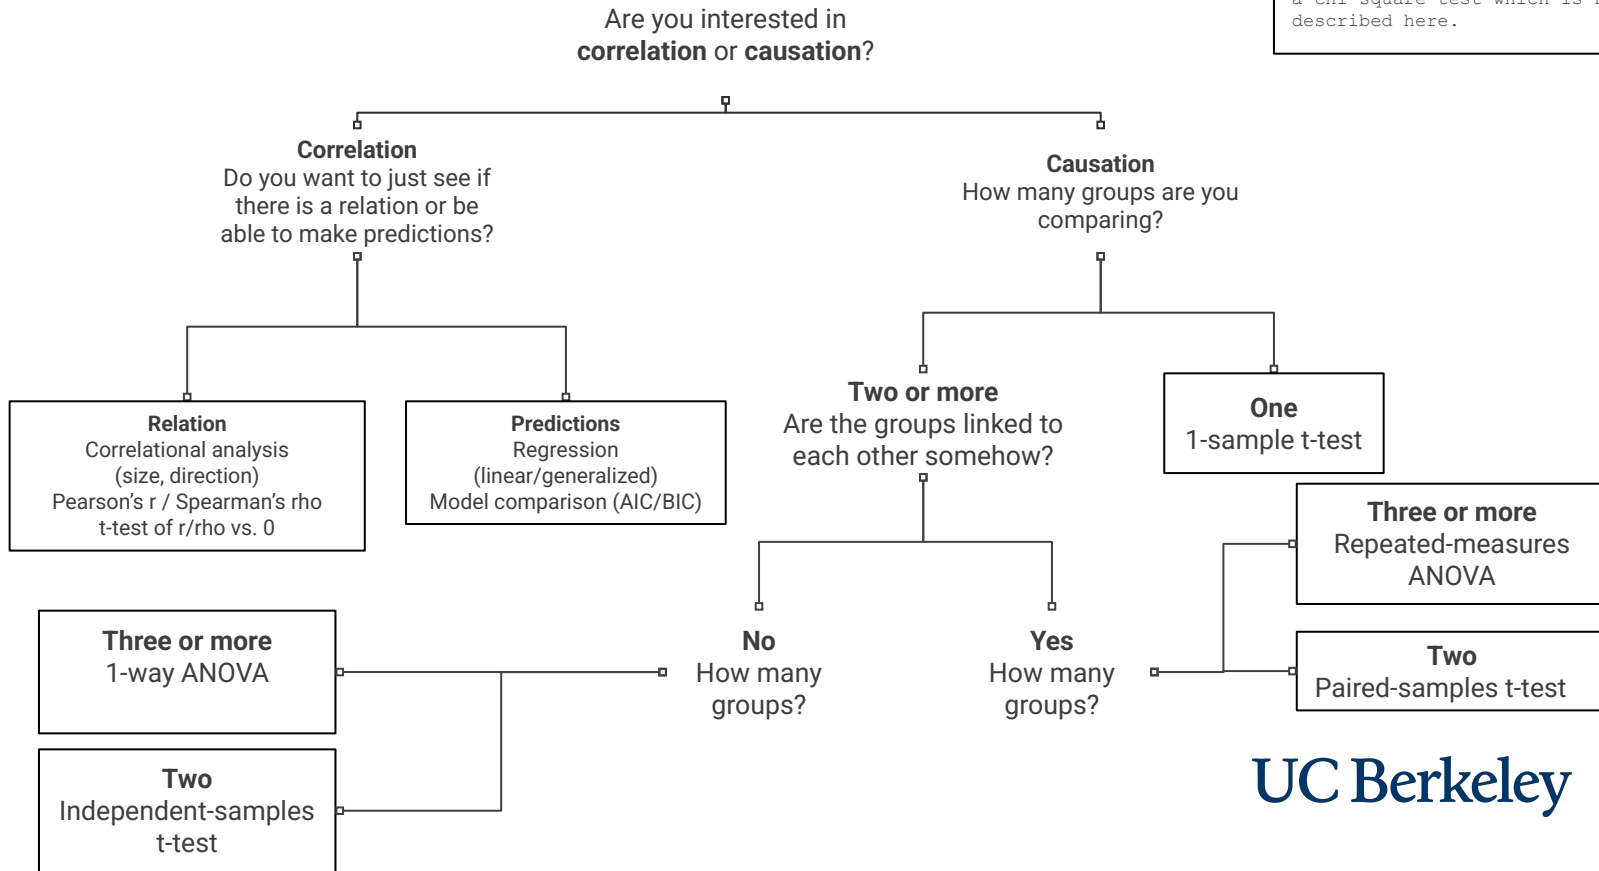 Are you interested in
correlation or causation?
a chi square test which is
described here.
Correlation
Do you want to just see if
there is a relation or be
able to make predictions?
Causation
How many groups are you
comparing?
Relation
Correlational analysis
(size, direction)
Pearson's r / Spearman's rho
t-test of r/rho vs. 0
Predictions
Regression
(linear/generalized)
Model comparison (AIC/BIC)
Two or more
Are the groups linked to
each other somehow?
One
1-sample t-test
Three or more
Repeated-measures
ANOVA
Three or more
1-way ANOVA
No
How many
groups?
Yes
How many
groups?
Two
Paired-samples t-test
Two
Independent-samples
t-test
UC Berkeley